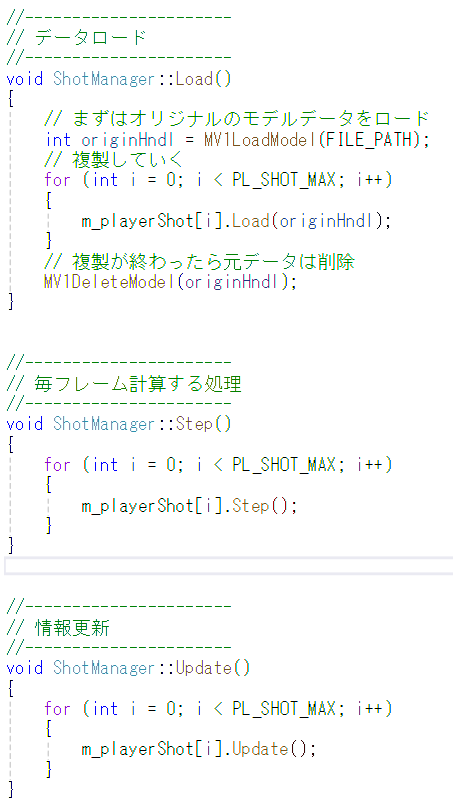 //----------------------
// データロード
//----------------------
void ShotManager::Load()
{
    // まずはオリジナルのモデルデータをロード
    int originHndl = MV1LoadModel(FILE_PATH);
    // 複製していく
    for (int i = 0; i < PL_SHOT_MAX; i++)
    {
        m_playerShot[i].Load(originHndl);
    }
    // 複製が終わったら元データは削除
    MV1DeleteModel(originHndl);
}
//----------------------
// 毎フレーム計算する処理
//----------------------
void ShotManager::Step()
{
    for (int i = 0; i < PL_SHOT_MAX; i++)
    {
        m_playerShot[i].Step();
    }
}
//----------------------
// 情報更新
//----------------------
void ShotManager::Update()
{
    for (int i = 0; i < PL_SHOT_MAX; i++)
    {
        m_playerShot[i].Update();
    }
}